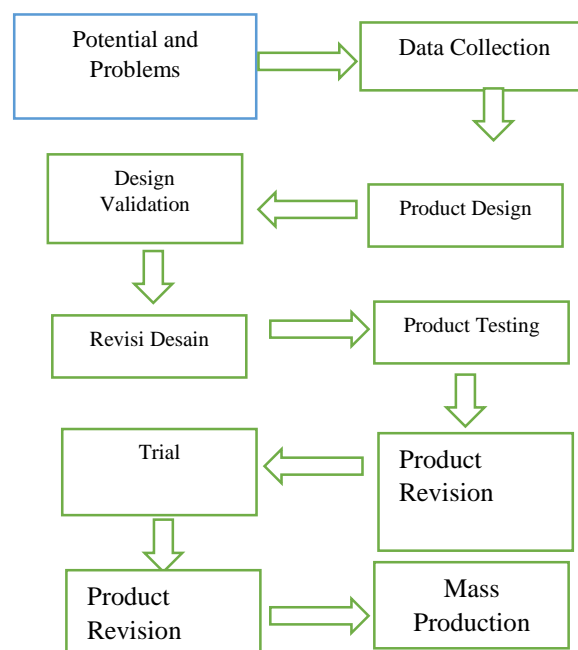 Potential and
Problems
Data Collection
Product Design
Design
Validation
Revisi Desain
Product Testing
Product
Revision
Trial
Product
Revision
Mass
Production